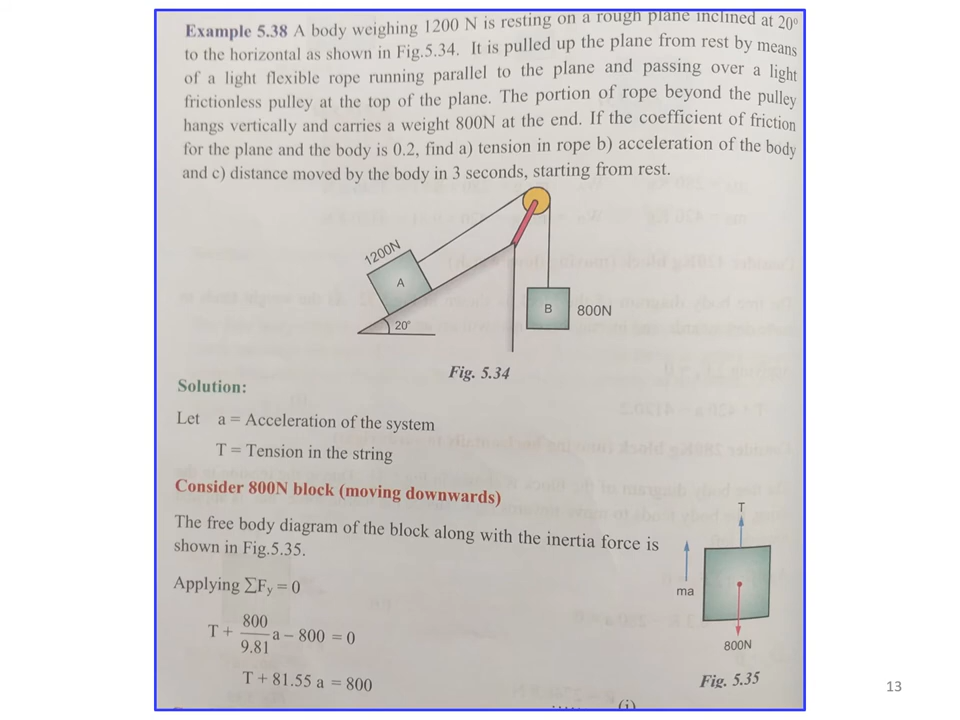 Example 5.38 A body weighing 1200 N is resting on a rough plane inclined at 20°
to the horizontal as shown in Fig.5.34. It is pulled up the plane from rest by means
of a light flexible rope running parallel to the plane and passing over a light
frictionless pulley at the top of the plane. The portion of rope beyond the pulley
hangs vertically and carries a weight 800N at the end. If the coefficient of friction
for the plane and the body is 0.2, find a) tension in rope b) acceleration of the body
and c) distance moved by the body in 3 seconds, starting from rest.
1200N
A
20°
B
800N
Fig. 5.34
Solution:
Let a = Acceleration of the system
T = Tension in the string
Consider 800N block (moving downwards)
The free body diagram of the block along with the inertia force is
shown in Fig.5.35.
Applying ΣFy = 0
T + 800/9.81 a − 800 = 0
T + 81.55 a = 800
..... (i)
T
ma
800N
Fig. 5.35
13